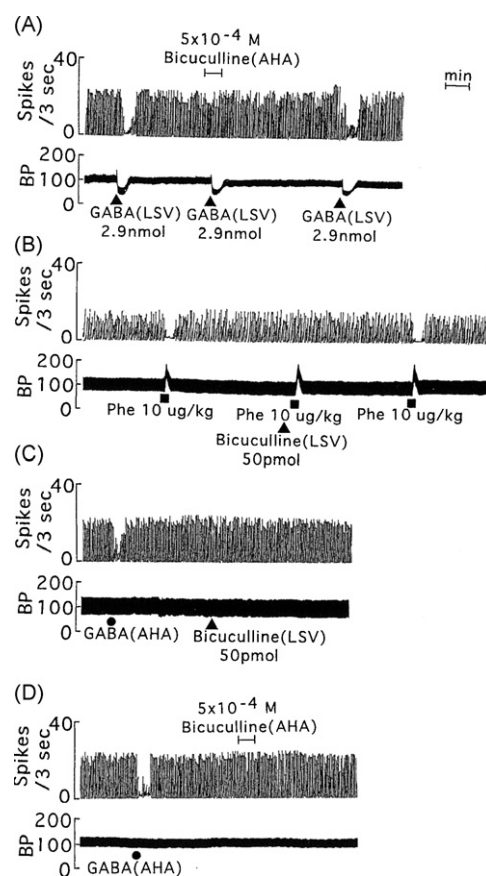 (A)
5x10⁻⁴ M
Bicuculline(AHA)
min
Spikes
/3 sec
40
0
BP
200
100
0
GABA(LSV) GABA(LSV) GABA(LSV)
2.9nmol 2.9nmol 2.9nmol
(B)
Spikes
/3 sec
40
0
BP
200
100
0
Phe 10 ug/kg Phe 10 ug/kg Phe 10 ug/kg
Bicuculline(LSV)
50pmol
(C)
Spikes
/3 sec
40
0
BP
200
100
0
GABA(AHA) Bicuculline(LSV)
50pmol
(D)
5x10⁻⁴ M
Bicuculline(AHA)
Spikes
/3 sec
40
0
BP
200
100
0
GABA(AHA)